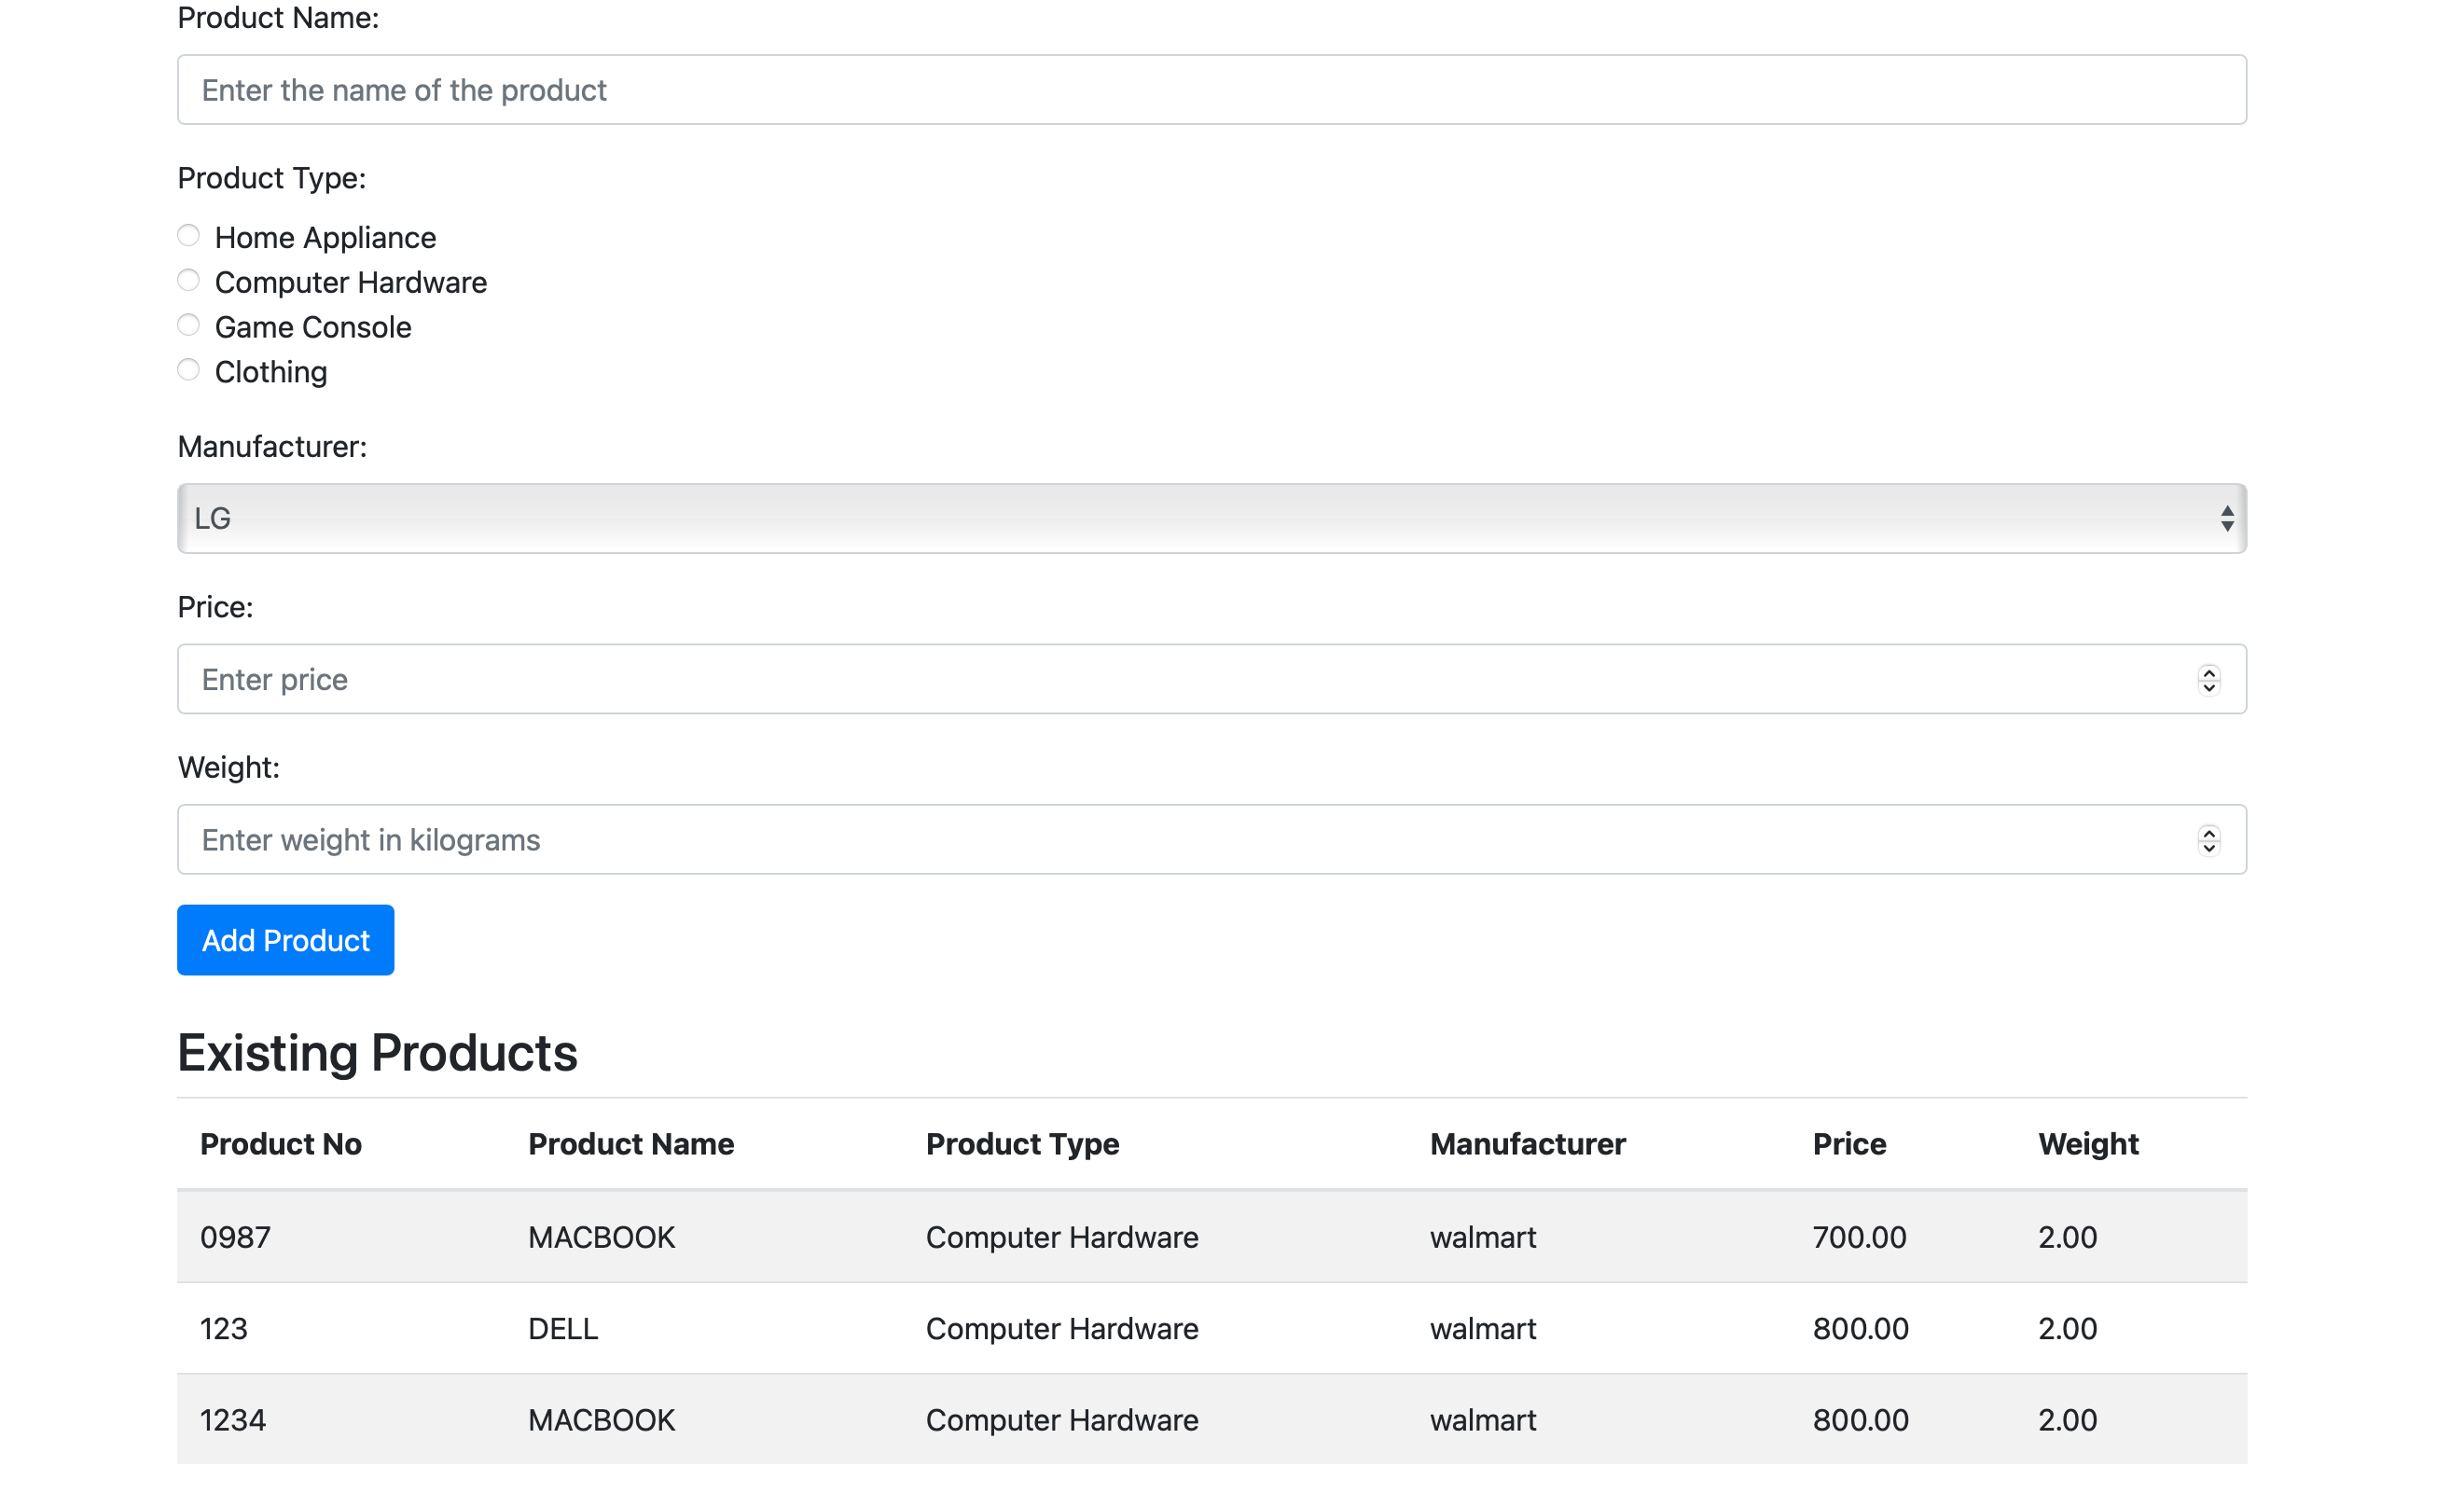 Product Name:
Enter the name of the product
Product Type:
Home Appliance
Computer Hardware
Game Console
Clothing
Manufacturer:
LG
Price:
Enter price
Weight:
Enter weight in kilograms
Add Product
Existing Products
Product No Product Name Product Type Manufacturer Price Weight
0987 MACBOOK Computer Hardware walmart 700.00 2.00
123 DELL Computer Hardware walmart 800.00 2.00
1234 MACBOOK Computer Hardware walmart 800.00 2.00